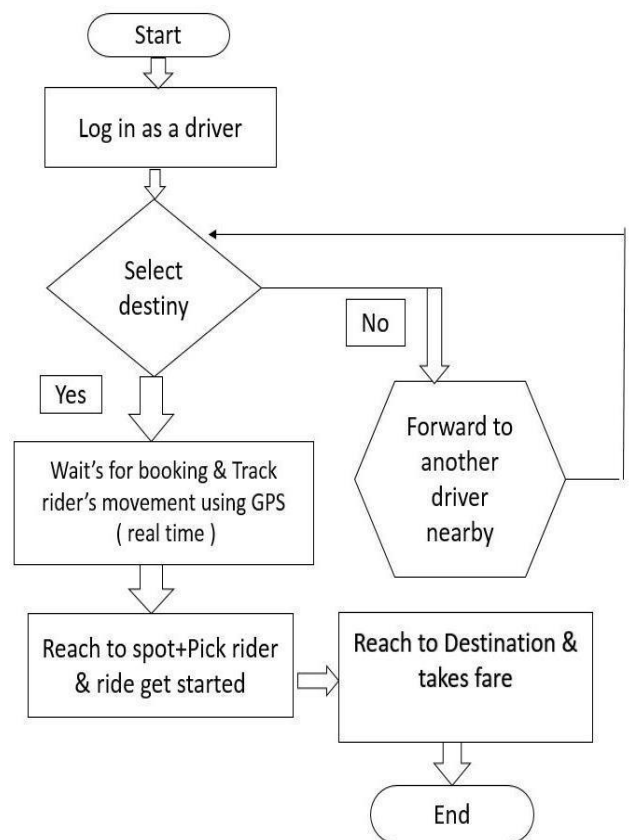 Start
Log in as a driver
Select
destiny
No
Yes
Forward to
another
driver
nearby
Wait's for booking & Track
rider's movement using GPS
( real time )
Reach to spot+Pick rider
& ride get started
Reach to Destination &
takes fare
End